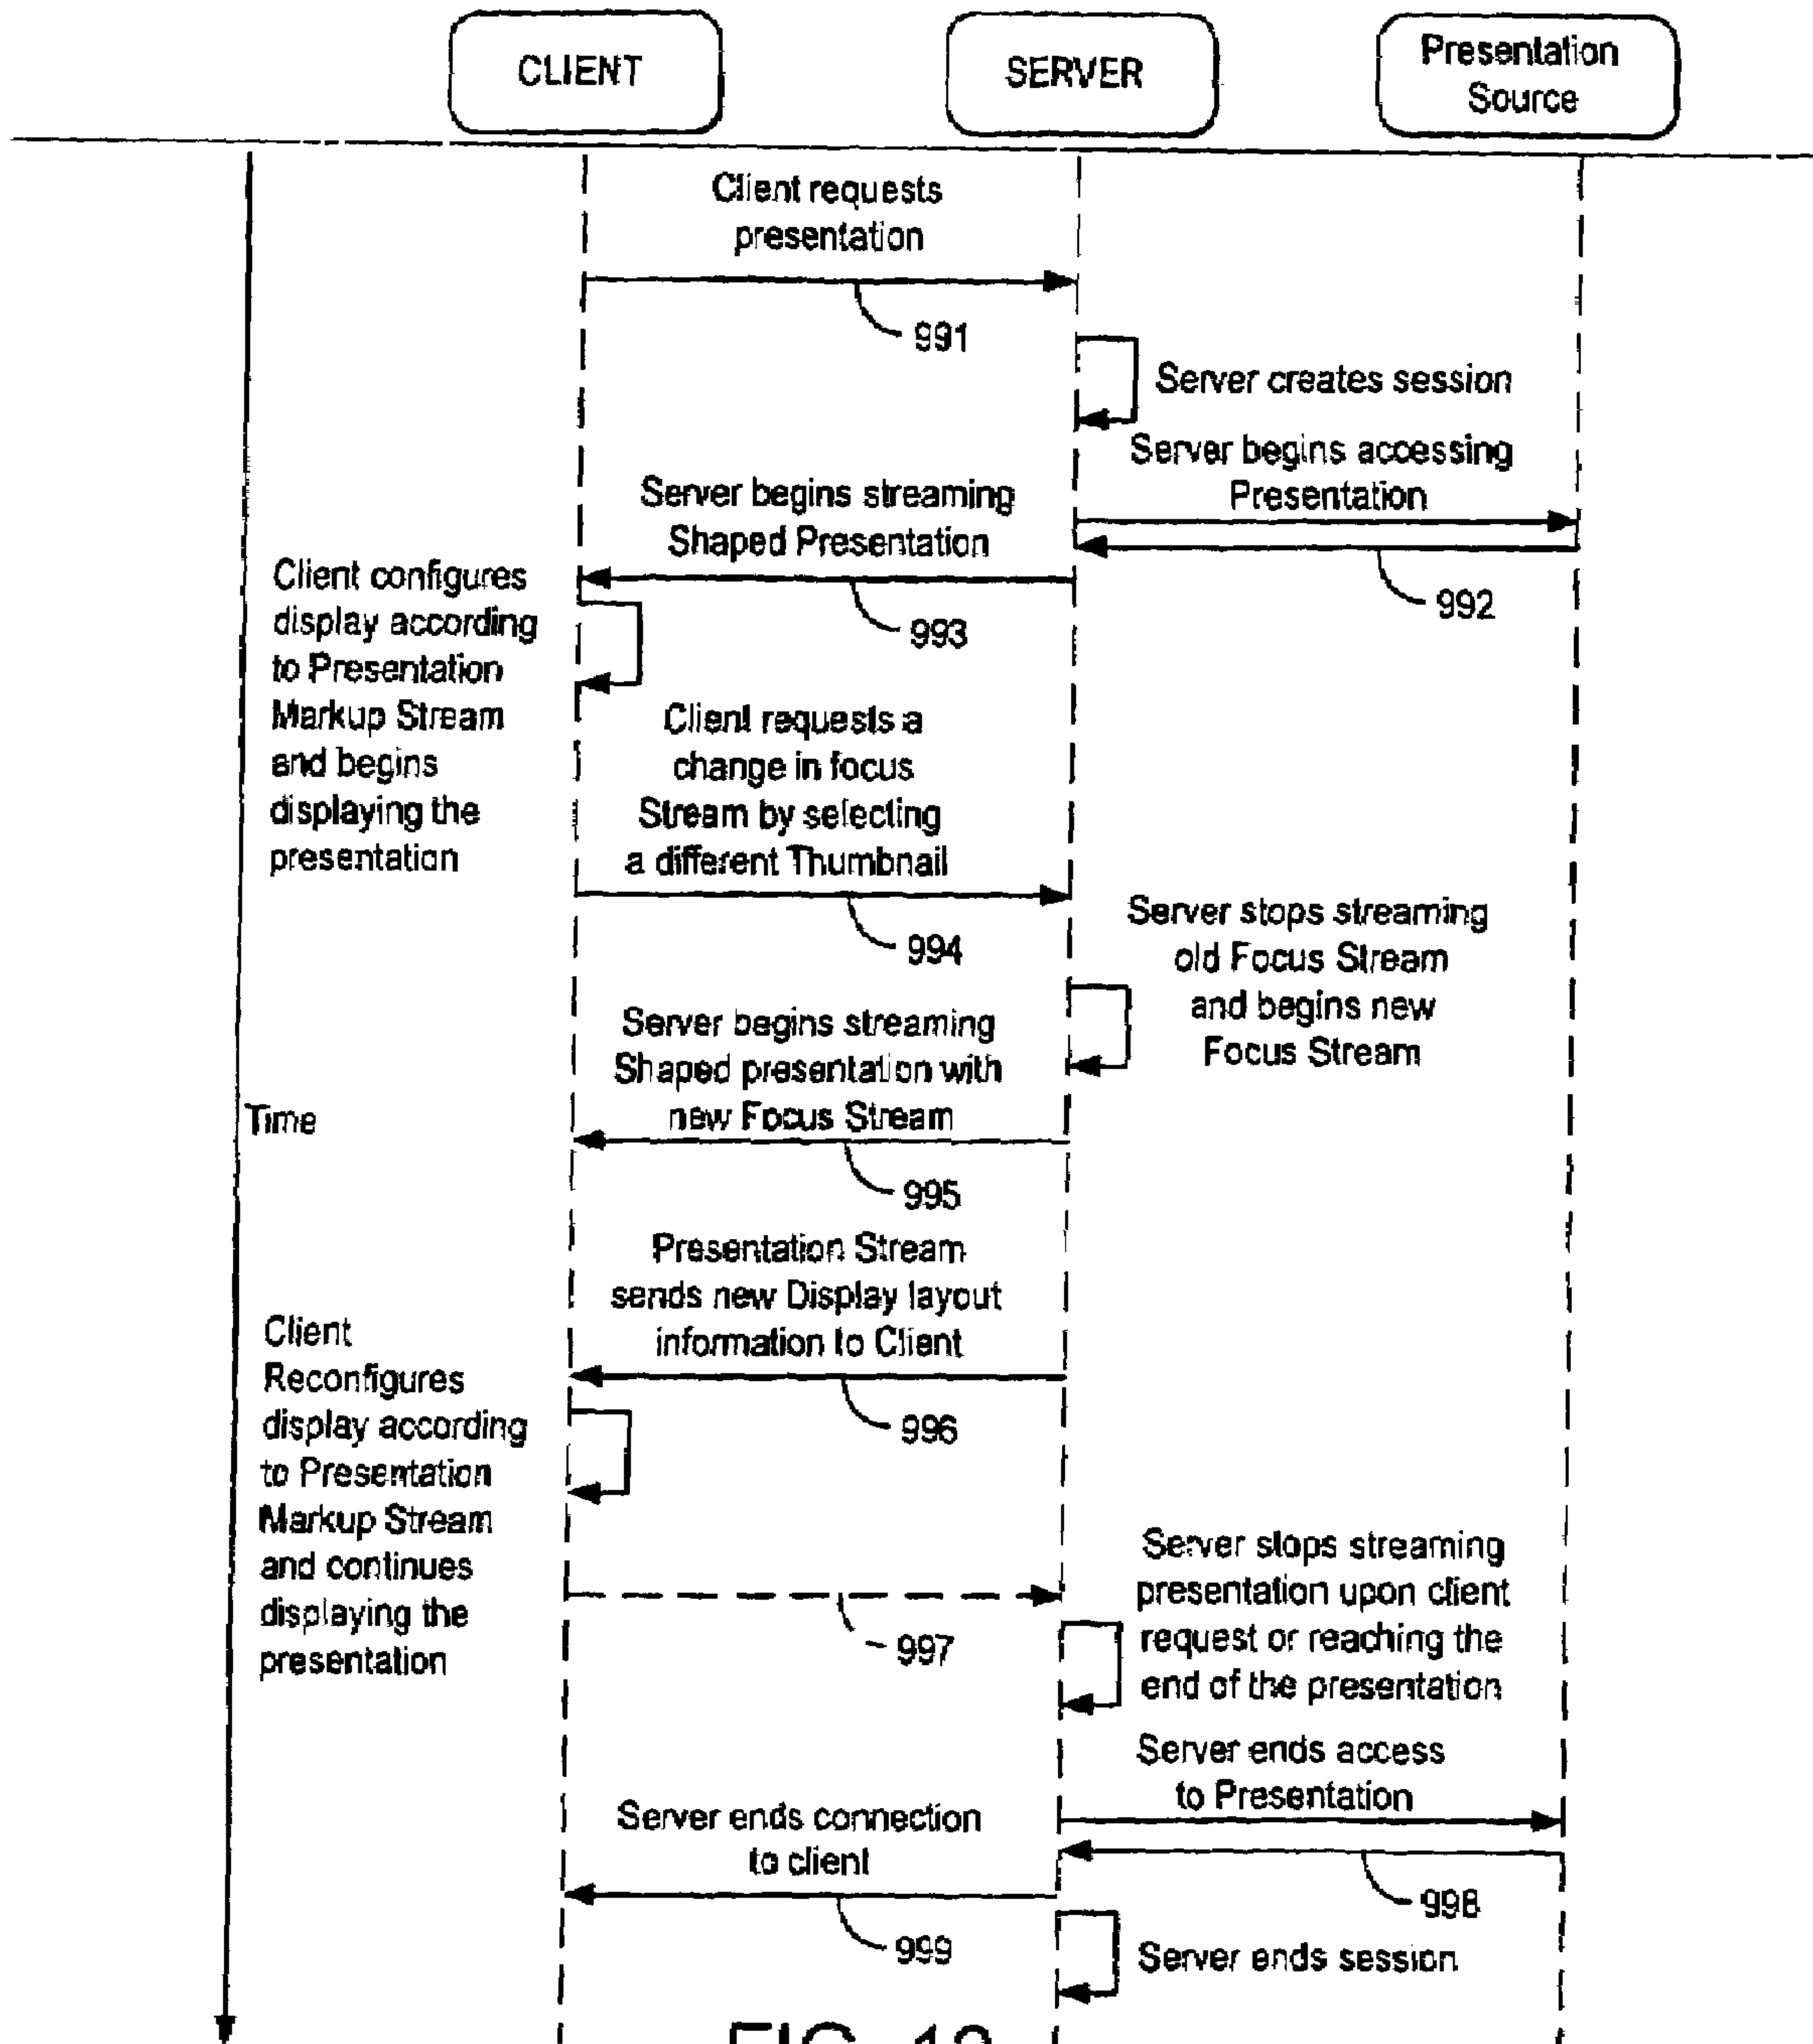 CLIENT
SERVER
Presentation
Source
Client requests
presentation
991
Server creates session
Server begins accessing
Presentation
992
Server begins streaming
Shaped Presentation
993
Client configures
display according
to Presentation
Markup Stream
and begins
displaying the
presentation
Client requests a
change in focus
Stream by selecting
a different Thumbnail
994
Server stops streaming
old Focus Stream
and begins new
Focus Stream
Server begins streaming
Shaped presentation with
new Focus Stream
995
Time
Presentation Stream
sends new Display layout
information to Client
996
Client
Reconfigures
display according
to Presentation
Markup Stream
and continues
displaying the
presentation
997
Server stops streaming
presentation upon client
request or reaching the
end of the presentation
Server ends access
to Presentation
998
Server ends connection
to client
999
Server ends session
FIG.